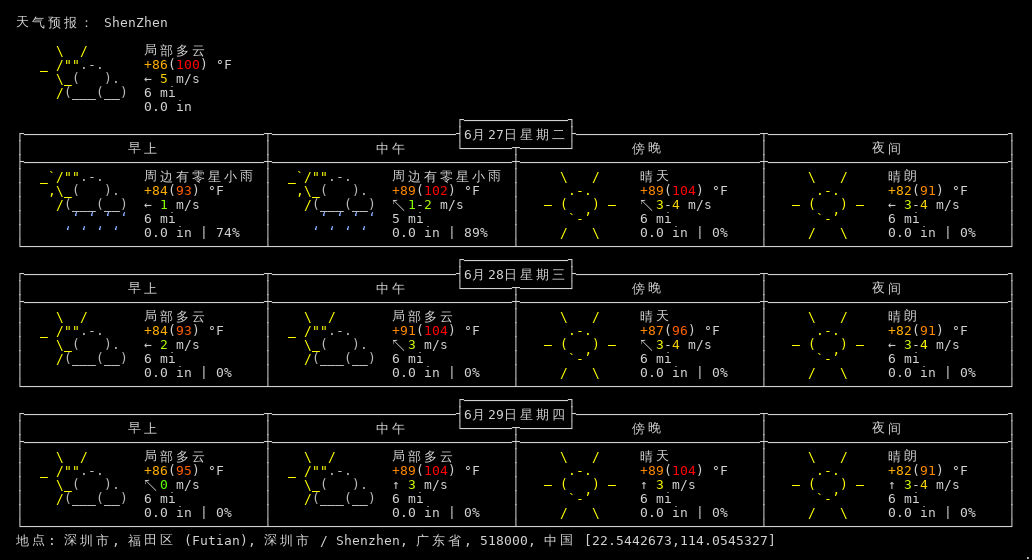 天气预报： ShenZhen
局部多云
+86(100) °F
← 5 m/s
6 mi
0.0 in
6月27日星期二
早上 中午 傍晚 夜间
周边有零星小雨 周边有零星小雨 晴天 晴朗
+84(93) °F +89(102) °F +89(104) °F +82(91) °F
← 1 m/s ↖ 1-2 m/s ↖ 3-4 m/s ← 3-4 m/s
6 mi 5 mi 6 mi 6 mi
0.0 in | 74% 0.0 in | 89% 0.0 in | 0% 0.0 in | 0%
6月28日星期三
早上 中午 傍晚 夜间
局部多云 局部多云 晴天 晴朗
+84(93) °F +91(104) °F +87(96) °F +82(91) °F
← 2 m/s ↖ 3 m/s ↖ 3-4 m/s ← 3-4 m/s
6 mi 6 mi 6 mi 6 mi
0.0 in | 0% 0.0 in | 0% 0.0 in | 0% 0.0 in | 0%
6月29日星期四
早上 中午 傍晚 夜间
局部多云 局部多云 晴天 晴朗
+86(95) °F +89(104) °F +89(104) °F +82(91) °F
↖ 0 m/s ↑ 3 m/s ↑ 3 m/s ↑ 3-4 m/s
6 mi 6 mi 6 mi 6 mi
0.0 in | 0% 0.0 in | 0% 0.0 in | 0% 0.0 in | 0%
地点: 深圳市, 福田区 (Futian), 深圳市 / Shenzhen, 广东省, 518000, 中国 [22.5442673,114.0545327]